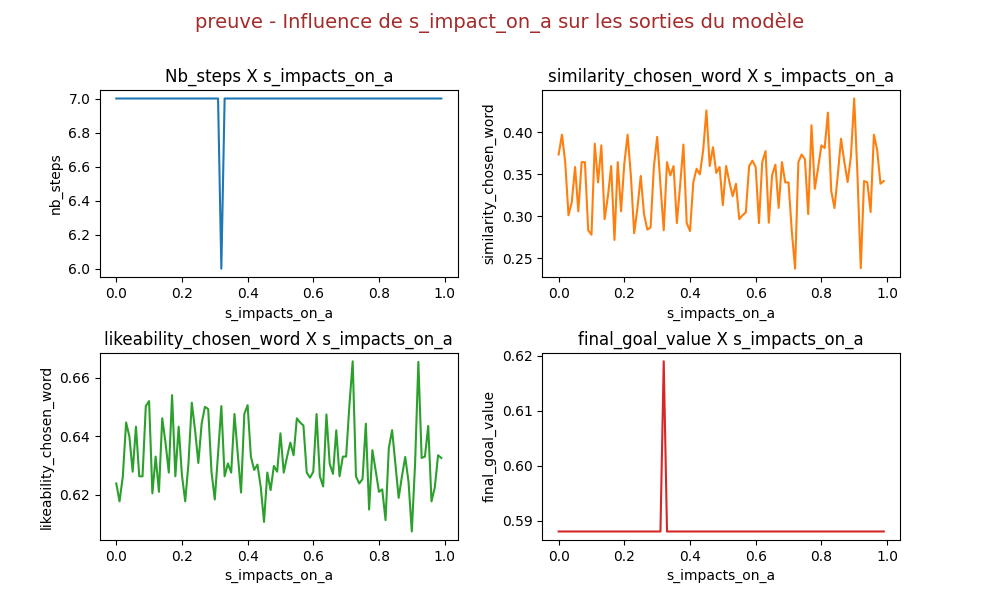 preuve - Influence de s_impact_on_a sur les sorties du modèle
Nb_steps X s_impacts_on_a
nb_steps
7.0
6.8
6.6
6.4
6.2
6.0
0.0 0.2 0.4 0.6 0.8 1.0
s_impacts_on_a
similarity_chosen_word X s_impacts_on_a
similarity_chosen_word
0.40
0.35
0.30
0.25
0.0 0.2 0.4 0.6 0.8 1.0
s_impacts_on_a
likeability_chosen_word X s_impacts_on_a
likeability_chosen_word
0.66
0.64
0.62
0.0 0.2 0.4 0.6 0.8 1.0
s_impacts_on_a
final_goal_value X s_impacts_on_a
final_goal_value
0.62
0.61
0.60
0.59
0.0 0.2 0.4 0.6 0.8 1.0
s_impacts_on_a